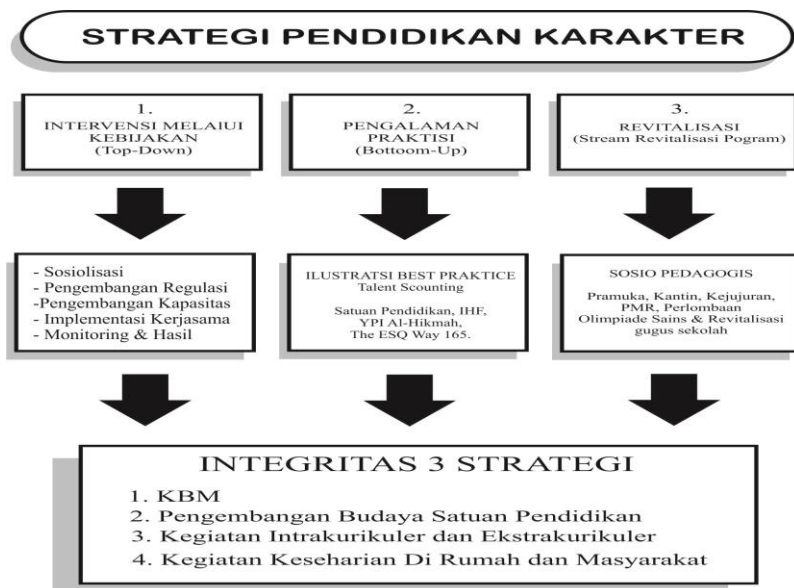 STRATEGI PENDIDIKAN KARAKTER
1.
INTERVENSI MELAlUI
KEBIJAKAN
(Top-Down)
2.
PENGALAMAN
PRAKTISI
(Bottoom-Up)
3.
REVITALISASI
(Stream Revitalisasi Pogram)
- Sosiolisasi
- Pengembangan Regulasi
-Pengembangan Kapasitas
- Implementasi Kerjasama
- Monitoring & Hasil
ILUSTRATSI BEST PRAKTICE
Talent Scounting
Satuan Pendidikan, IHF,
YPI Al-Hikmah,
The ESQ Way 165.
SOSIO PEDAGOGIS
Pramuka, Kantin, Kejujuran,
PMR, Perlombaan
Olimpiade Sains & Revitalisasi
gugus sekolah
INTEGRITAS 3 STRATEGI
1. KBM
2. Pengembangan Budaya Satuan Pendidikan
3. Kegiatan Intrakurikuler dan Ekstrakurikuler
4. Kegiatan Keseharian Di Rumah dan Masyarakat